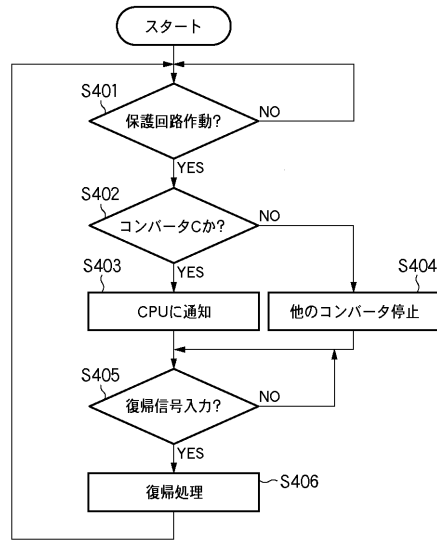 スタート
S401
保護回路作動?
NO
YES
S402
コンバータCか?
NO
YES
S403
CPUに通知
S404
他のコンバータ停止
S405
復帰信号入力?
NO
YES
復帰処理
S406